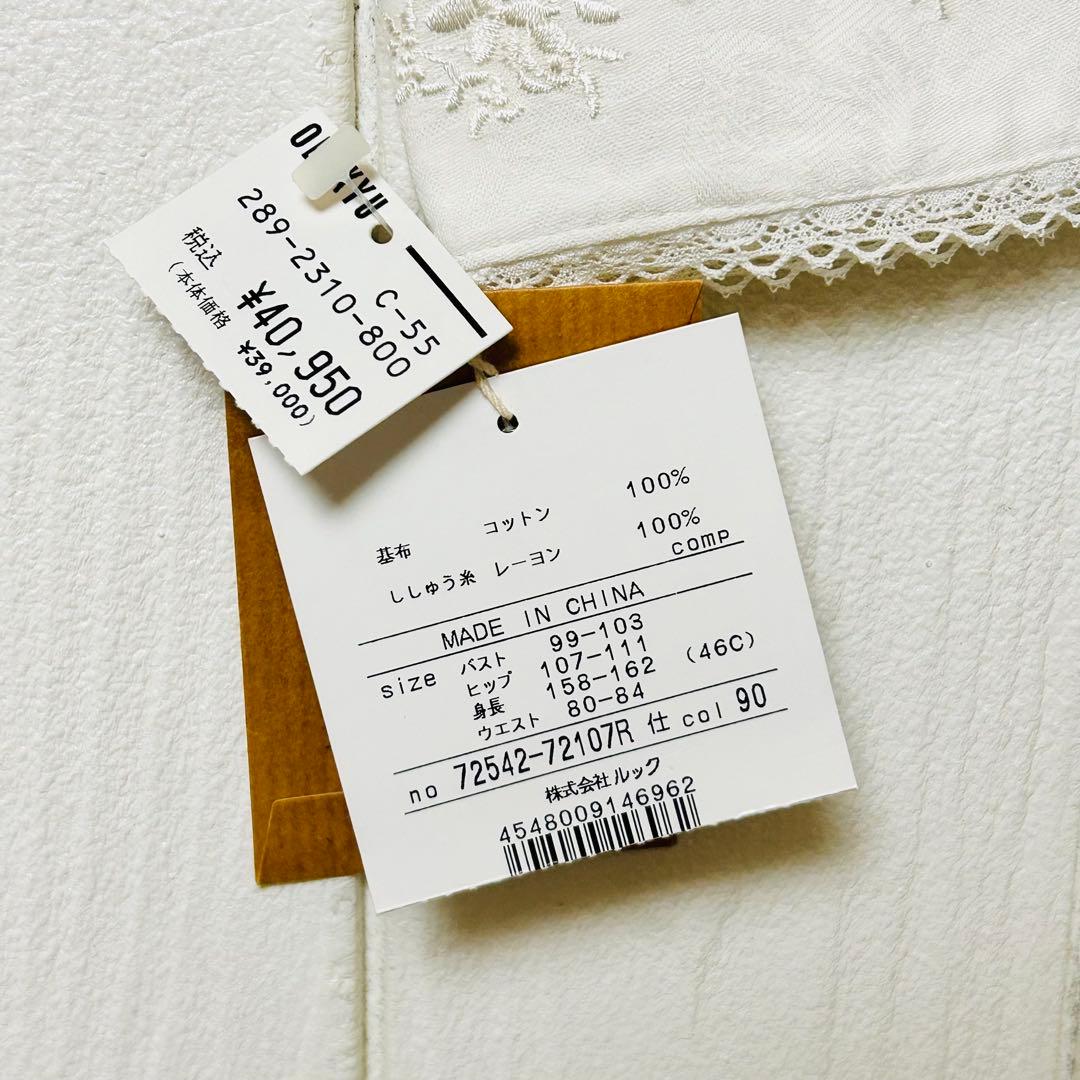 C-55
289-2310-800
税込 ¥40,950
(本体価格 ¥39,000)
基布 コットン 100%
ししゅう糸 レーヨン 100%
comp
MADE IN CHINA
size バスト 99-103
ヒップ 107-111
身長 158-162 (46C)
ウエスト 80-84
no 72542-72107R 仕 col 90
株式会社ルック
4548009146962